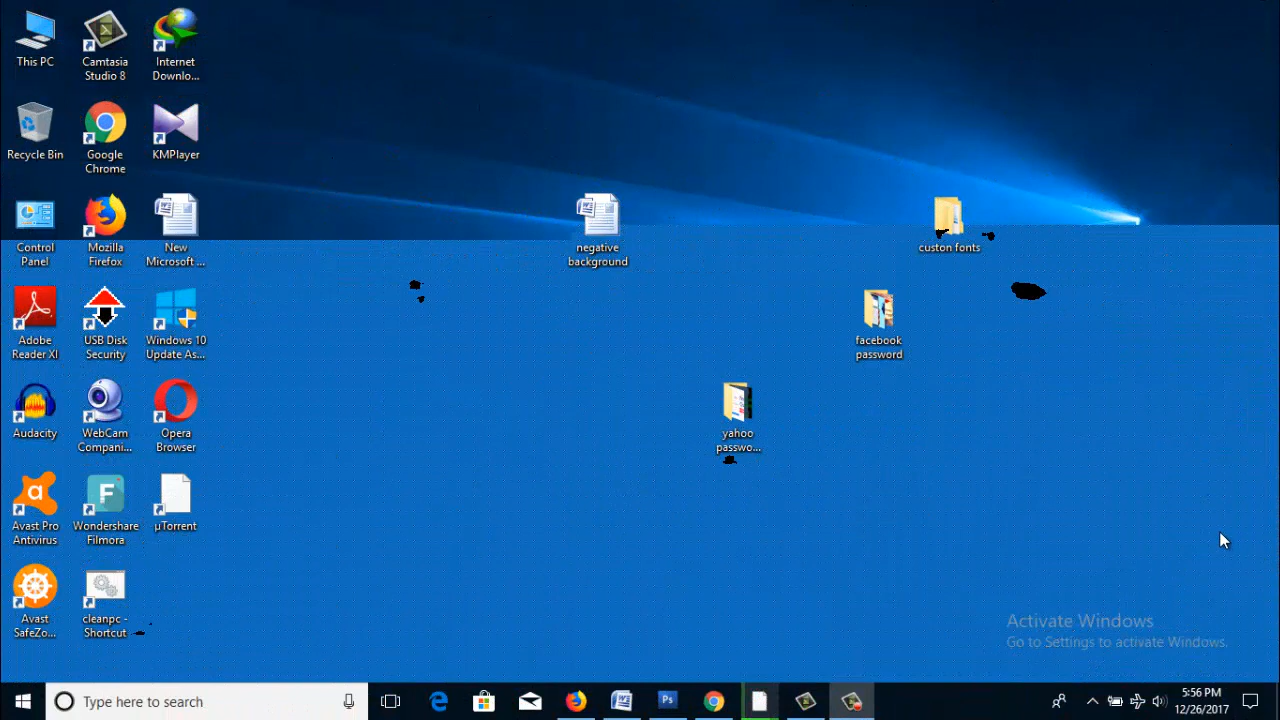 This PC
Camtasia
Studio 8
Internet
Downlo...
Recycle Bin
Google
Chrome
KMPlayer
Control
Panel
Mozilla
Firefox
New
Microsoft ...
negative
background
custon fonts
Adobe
Reader XI
USB Disk
Security
Windows 10
Update As...
facebook
password
Audacity
WebCam
Compani...
Opera
Browser
yahoo
passwo...
Avast Pro
Antivirus
Wondershare
Filmora
µTorrent
Avast
SafeZo...
cleanpc -
Shortcut
Activate Windows
Go to Settings to activate Windows.
Type here to search
Ps
5:56 PM
12/26/2017